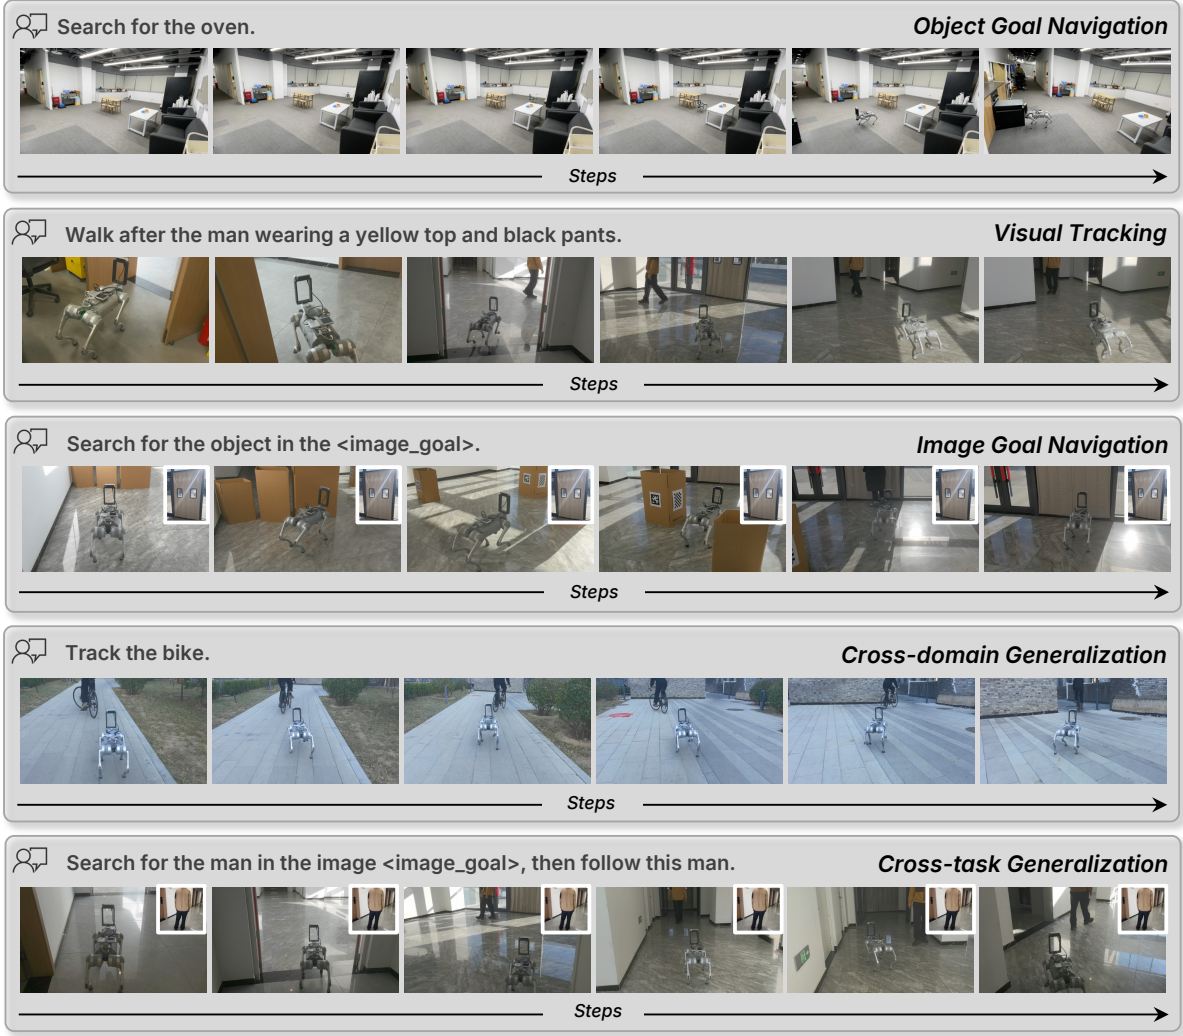 Search for the oven.
Object Goal Navigation
Steps
Walk after the man wearing a yellow top and black pants.
Visual Tracking
Steps
Search for the object in the <image_goal>.
Image Goal Navigation
Steps
Track the bike.
Cross-domain Generalization
Steps
Search for the man in the image <image_goal>, then follow this man.
Cross-task Generalization
Steps